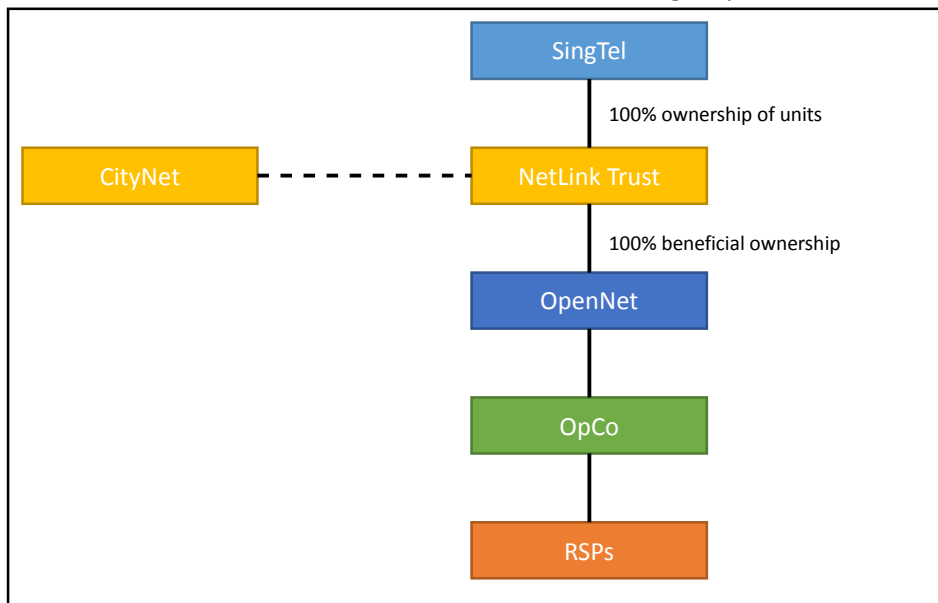 SingTel
100% ownership of units
CityNet
NetLink Trust
100% beneficial ownership
OpenNet
OpCo
RSPs